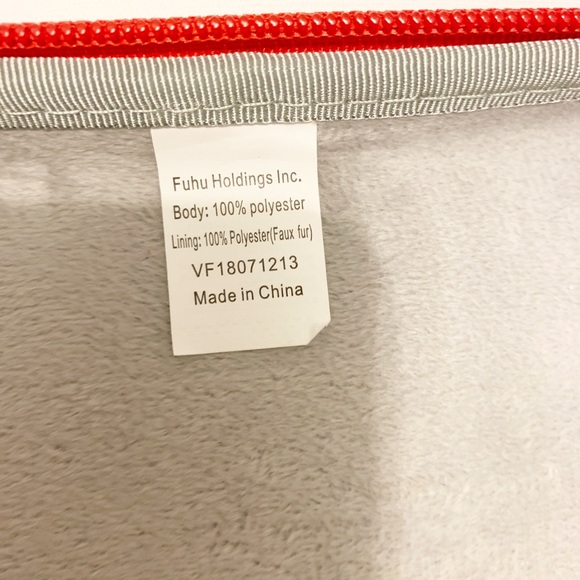 Fuhu Holdings Inc.
Body: 100% polyester
Lining: 100% Polyester(Faux fur)
VF18071213
Made in China